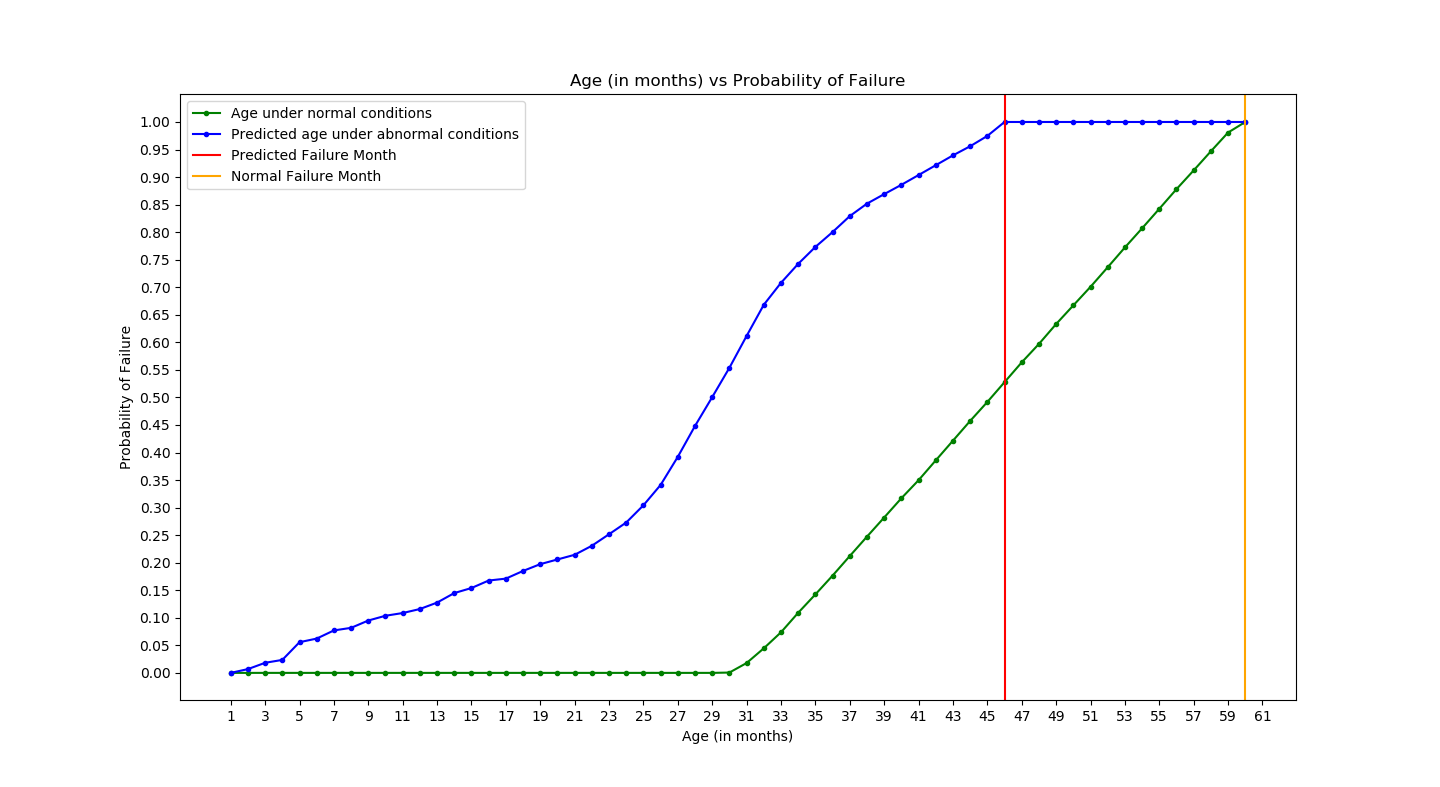 Age (in months) vs Probability of Failure
Age under normal conditions
Predicted age under abnormal conditions
Predicted Failure Month
Normal Failure Month
Probability of Failure
1.00
0.95
0.90
0.85
0.80
0.75
0.70
0.65
0.60
0.55
0.50
0.45
0.40
0.35
0.30
0.25
0.20
0.15
0.10
0.05
0.00
1 3 5 7 9 11 13 15 17 19 21 23 25 27 29 31 33 35 37 39 41 43 45 47 49 51 53 55 57 59 61
Age (in months)